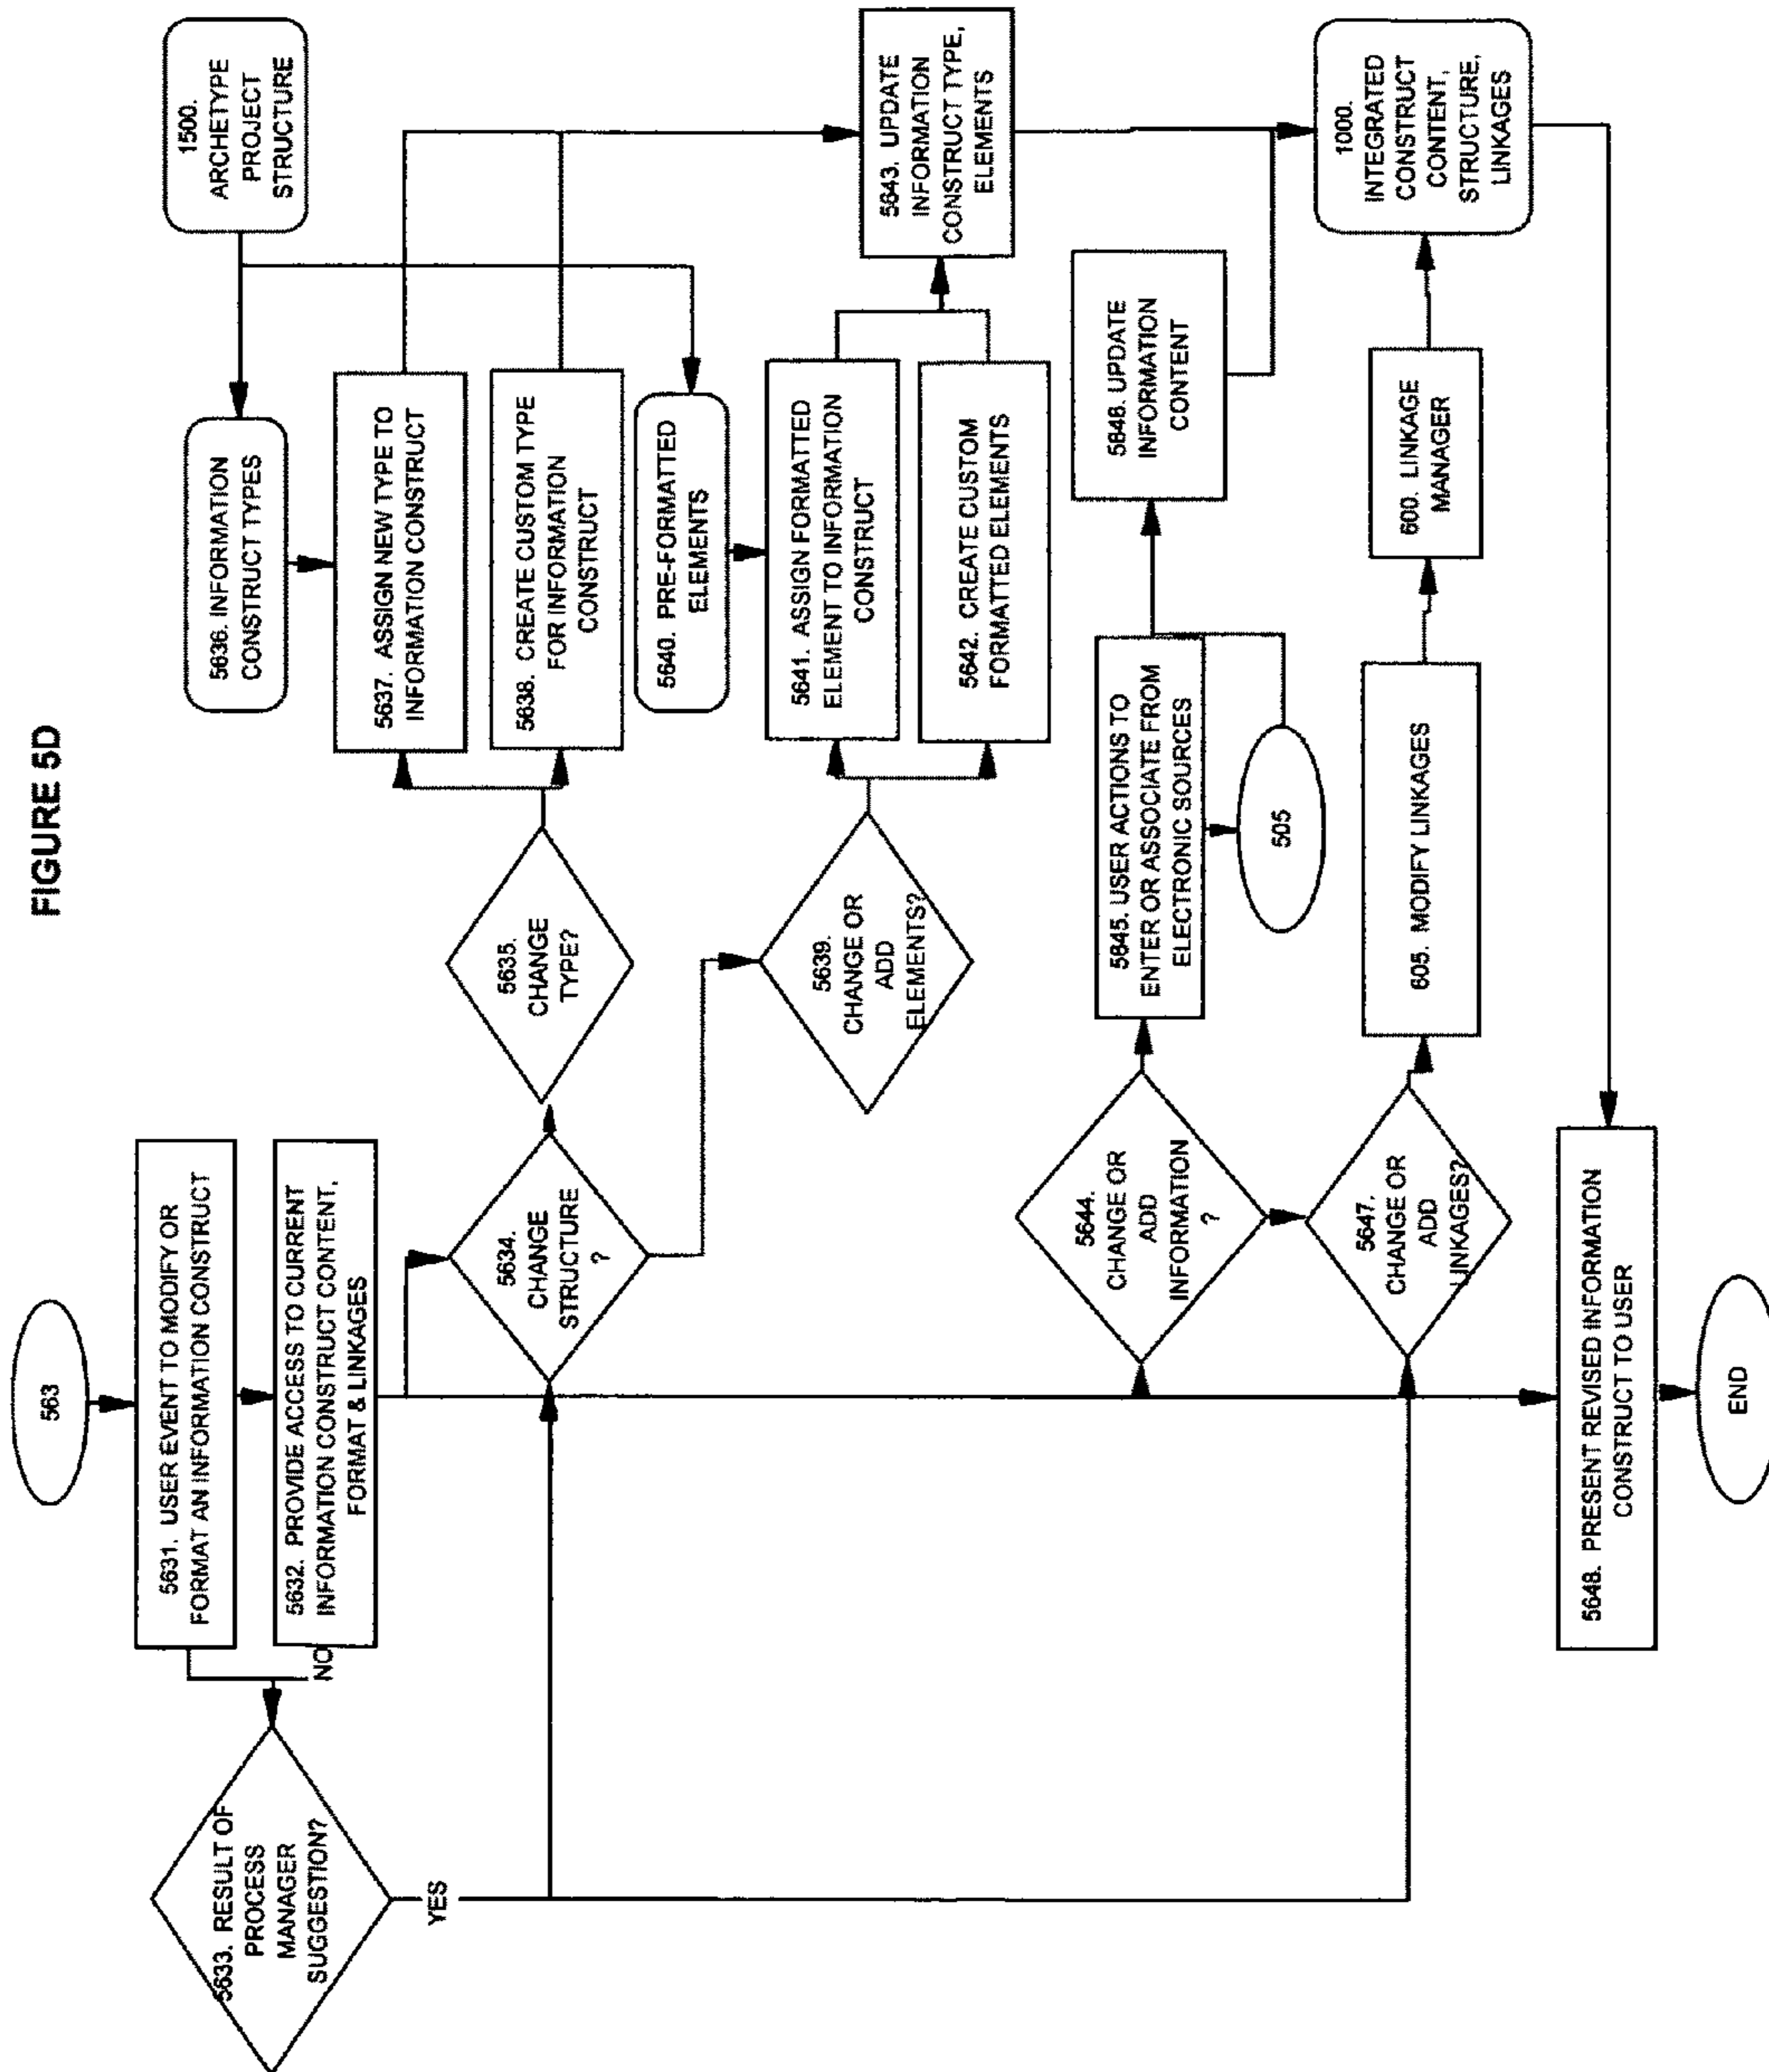 FIGURE 5D
563
5631. USER EVENT TO MODIFY OR
FORMAT AN INFORMATION CONSTRUCT
5632. PROVIDE ACCESS TO CURRENT
INFORMATION CONSTRUCT CONTENT,
FORMAT & LINKAGES
NO
5633. RESULT OF
PROCESS
MANAGER
SUGGESTION?
YES
5634.
CHANGE
STRUCTURE
?
5635.
CHANGE
TYPE?
1500.
ARCHETYPE
PROJECT
STRUCTURE
5636. INFORMATION
CONSTRUCT TYPES
5637. ASSIGN NEW TYPE TO
INFORMATION CONSTRUCT
5638. CREATE CUSTOM TYPE
FOR INFORMATION
CONSTRUCT
5639.
CHANGE OR
ADD
ELEMENTS?
5640. PRE-FORMATTED
ELEMENTS
5641. ASSIGN FORMATTED
ELEMENT TO INFORMATION
CONSTRUCT
5642. CREATE CUSTOM
FORMATTED ELEMENTS
5643. UPDATE
INFORMATION
CONSTRUCT TYPE,
ELEMENTS
5644.
CHANGE OR
ADD
INFORMATION
?
5645. USER ACTIONS TO
ENTER OR ASSOCIATE FROM
ELECTRONIC SOURCES
505
5646. UPDATE
INFORMATION
CONTENT
5647.
CHANGE OR
ADD
LINKAGES?
605. MODIFY LINKAGES
600. LINKAGE
MANAGER
1000.
INTEGRATED
CONSTRUCT
CONTENT,
STRUCTURE,
LINKAGES
5648. PRESENT REVISED INFORMATION
CONSTRUCT TO USER
END